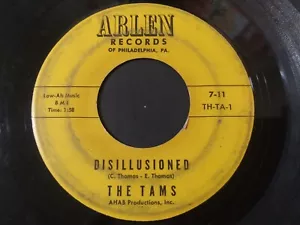 ARLEN
RECORDS
OF PHILADELPHIA, PA.
Low-Ab Music
B M I
Time: 1:58
7-11
TH-TA-1
DISILLUSIONED
(C. Thomas - E. Thomas)
THE TAMS
AHAB Productions, Inc.